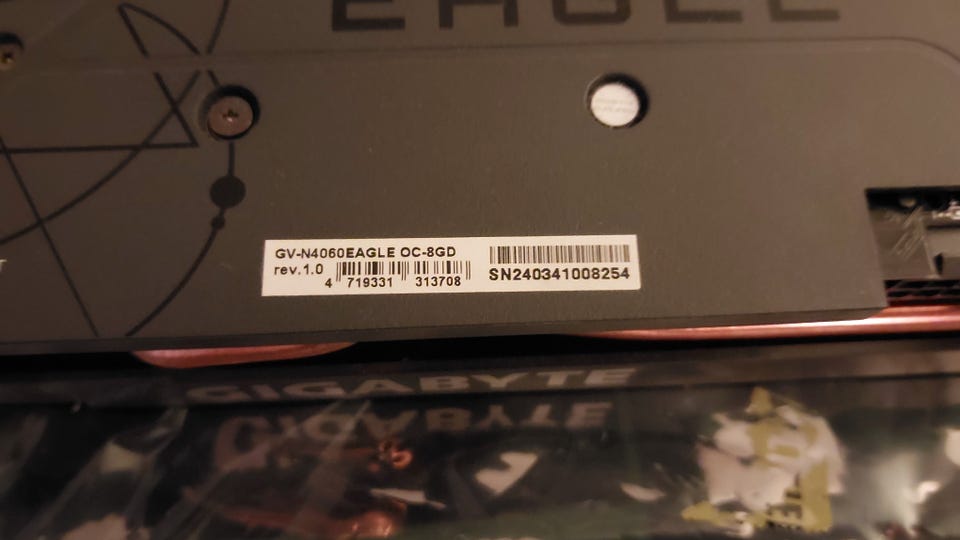 EAGLE
GV-N4060EAGLE OC-8GD
rev.1.0
4 719331 313708
SN240341008254
GIGABYTE
GIGABYTE